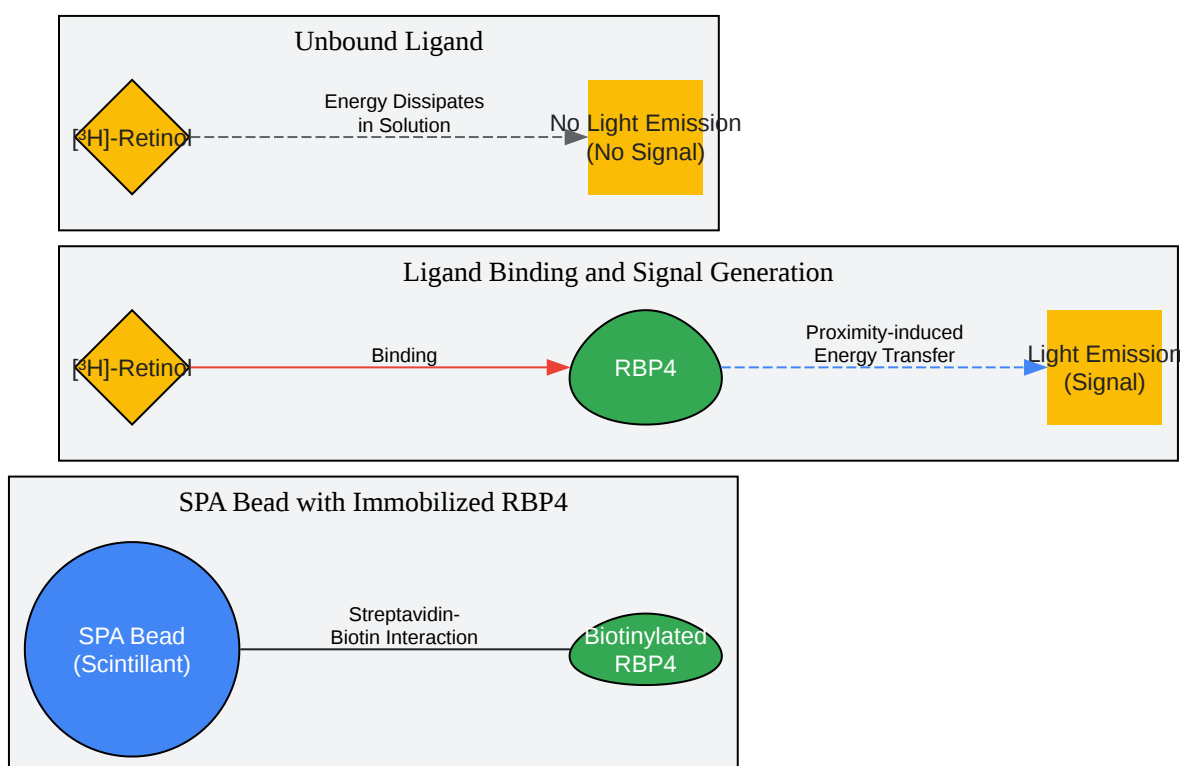 Unbound Ligand
[³H]-Retinol
Energy Dissipates
in Solution
No Light Emission
(No Signal)
Ligand Binding and Signal Generation
[³H]-Retinol
Binding
RBP4
Proximity-induced
Energy Transfer
Light Emission
(Signal)
SPA Bead with Immobilized RBP4
SPA Bead
(Scintillant)
Streptavidin-
Biotin Interaction
Biotinylated
RBP4